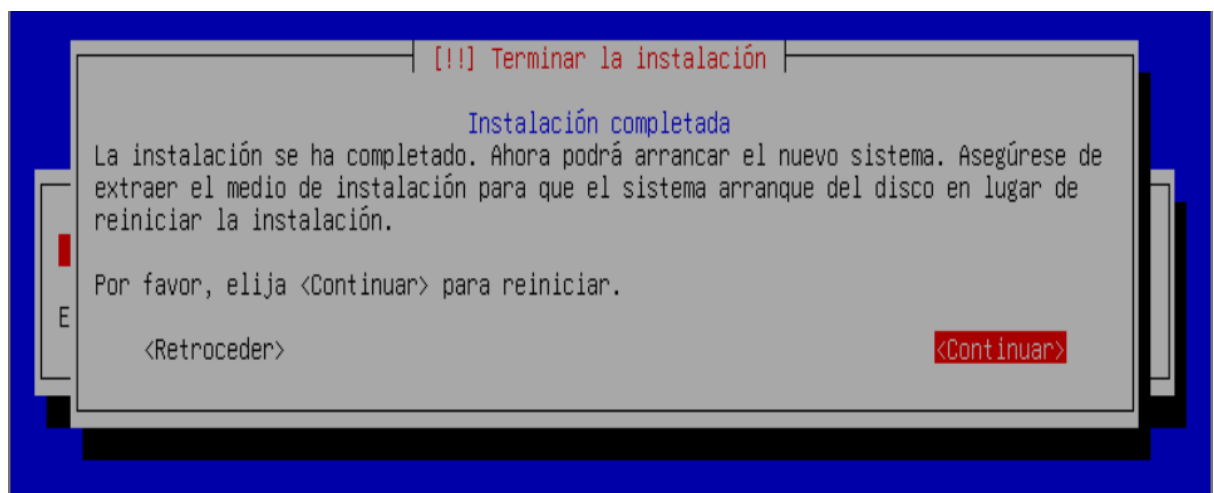 [!!] Terminar la instalación
Instalación completada
La instalación se ha completado. Ahora podrá arrancar el nuevo sistema. Asegúrese de
extraer el medio de instalación para que el sistema arranque del disco en lugar de
reiniciar la instalación.
Por favor, elija <Continuar> para reiniciar.
E
<Retroceder> <Continuar>